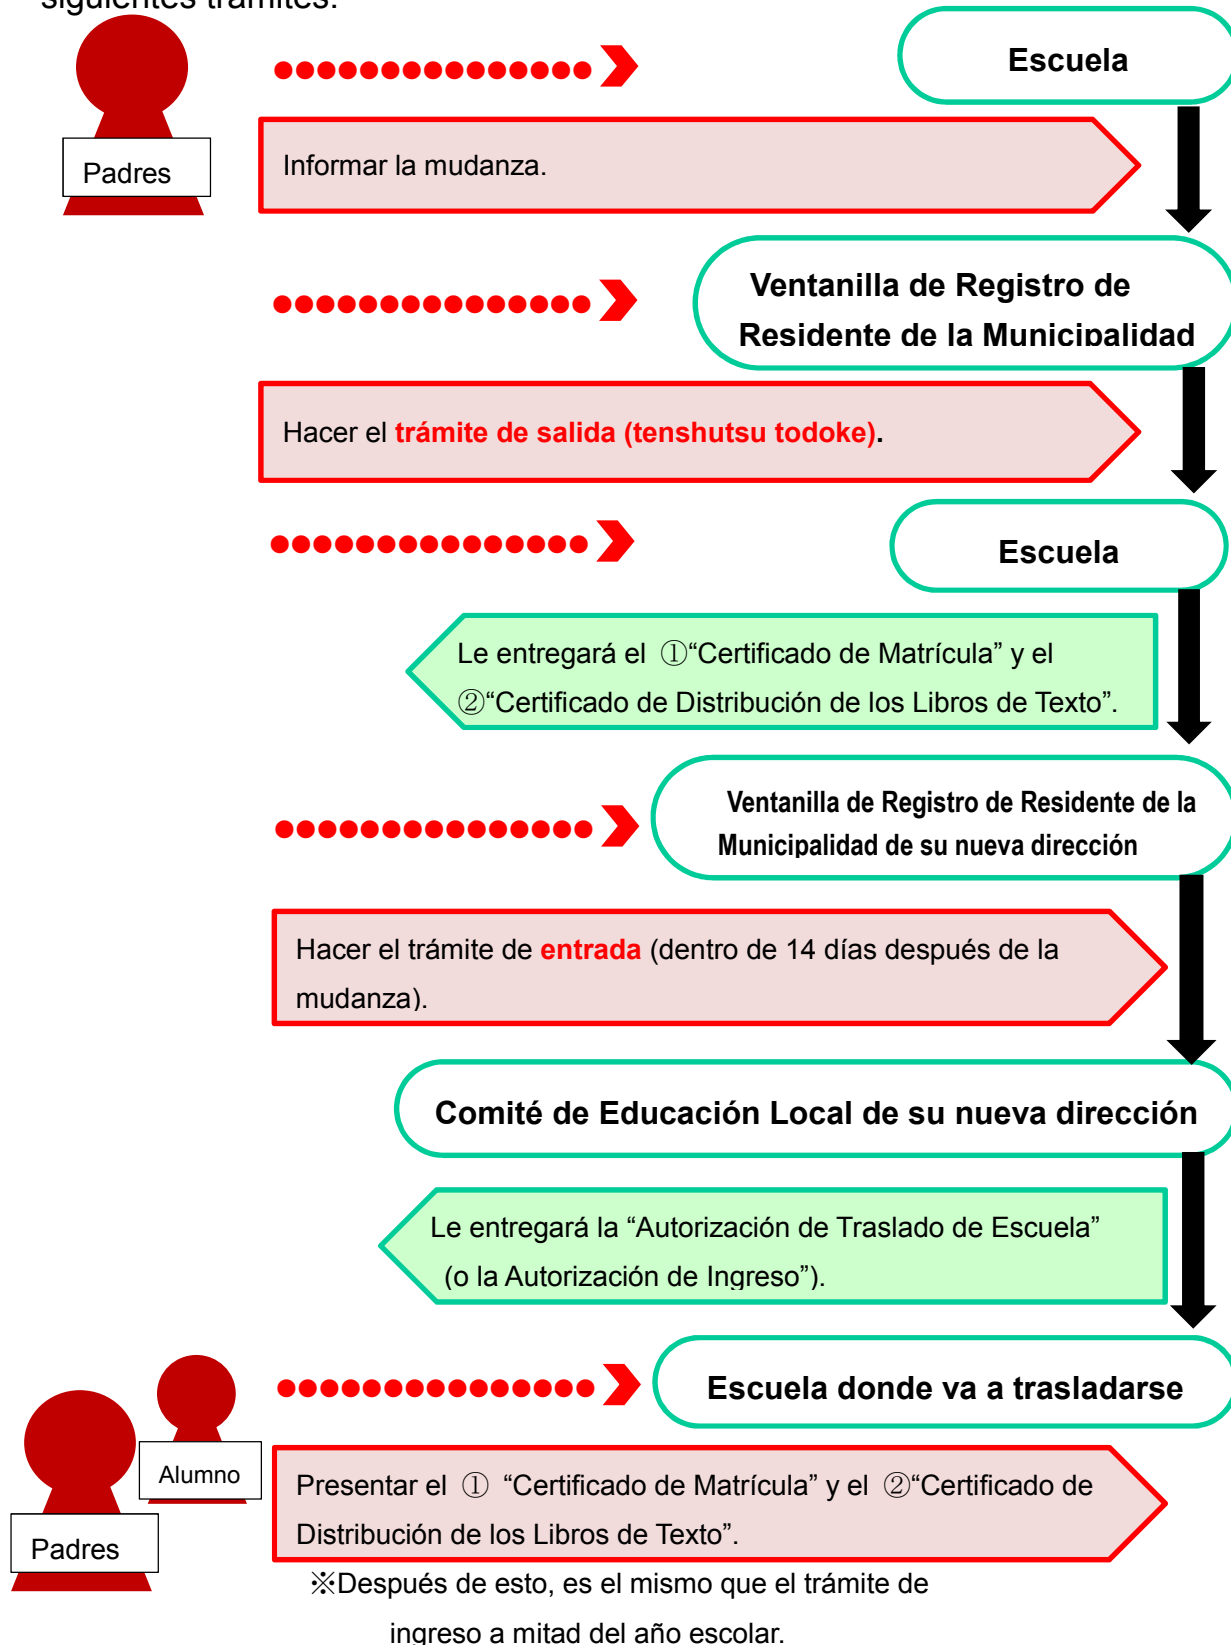 siguientes trámites:
Escuela
Padres
Informar la mudanza.
Ventanilla de Registro de
Residente de la Municipalidad
Hacer el trámite de salida (tenshutsu todoke).
Escuela
Le entregará el ①“Certificado de Matrícula” y el
②“Certificado de Distribución de los Libros de Texto”.
Ventanilla de Registro de Residente de la
Municipalidad de su nueva dirección
Hacer el trámite de entrada (dentro de 14 días después de la
mudanza).
Comité de Educación Local de su nueva dirección
Le entregará la “Autorización de Traslado de Escuela”
(o la Autorización de Ingreso”).
Escuela donde va a trasladarse
Alumno
Padres
Presentar el ① “Certificado de Matrícula” y el ②“Certificado de
Distribución de los Libros de Texto”.
※Después de esto, es el mismo que el trámite de
ingreso a mitad del año escolar.